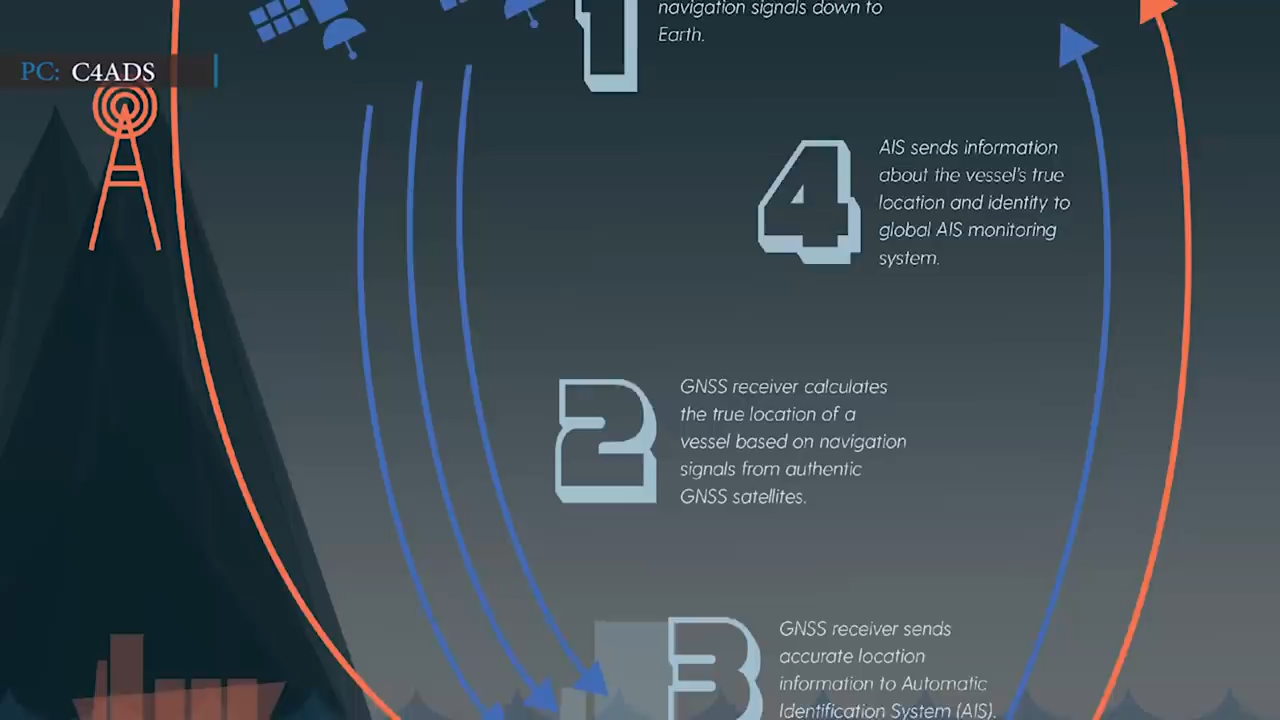 navigation signals down to
Earth.
1
PC: C4ADS
4
AIS sends information
about the vessel's true
location and identity to
global AIS monitoring
system.
2
GNSS receiver calculates
the true location of a
vessel based on navigation
signals from authentic
GNSS satellites.
3
GNSS receiver sends
accurate location
information to Automatic
Identification System (AIS).